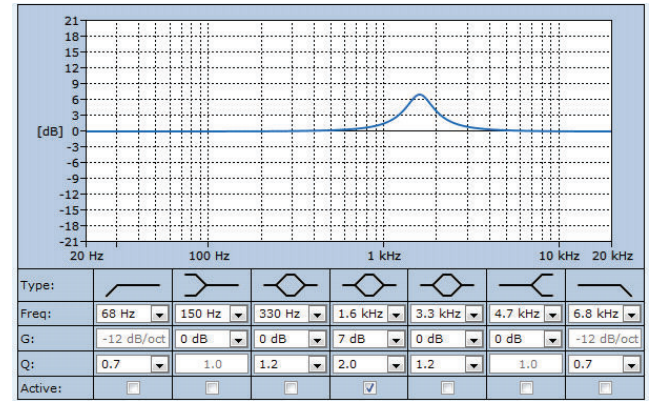 21
18
15
12
9
6
3
[dB] 0
-3
-6
-9
-12
-15
-18
-21
20 Hz 100 Hz 1 kHz 10 kHz 20 kHz
Type:
Freq: 68 Hz 150 Hz 330 Hz 1.6 kHz 3.3 kHz 4.7 kHz 6.8 kHz
G: -12 dB/oct 0 dB 0 dB 7 dB 0 dB 0 dB -12 dB/oct
Q: 0.7 1.0 1.2 2.0 1.2 1.0 0.7
Active: